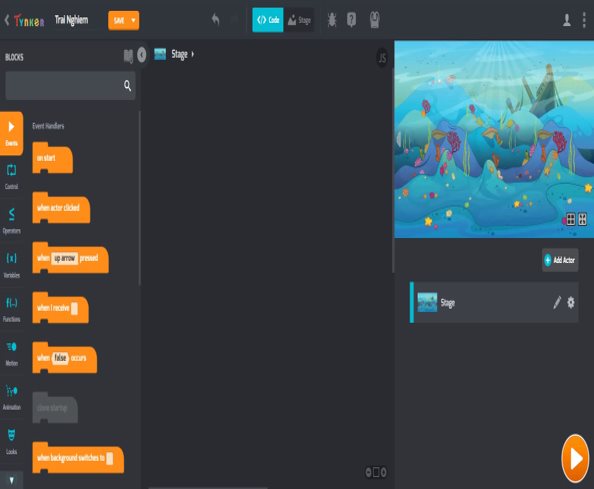 Tynker
Trai Nghiem
SAVE
</> Code
Stage
BLOCKS
Stage
JS
Events
Control
Operators
Variables
Functions
Motion
Animation
Looks
Event Handlers
on start
when actor clicked
when up arrow pressed
when I receive
when false occurs
clone startup
when background switches to
Add Actor
Stage